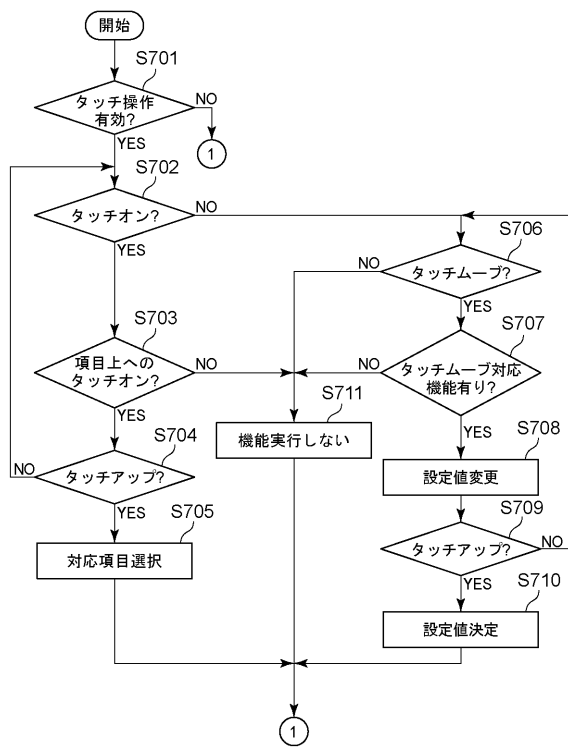 開始
S701
タッチ操作
有効?
NO
YES
1
S702
タッチオン?
NO
YES
S703
項目上への
タッチオン?
NO
YES
S704
タッチアップ?
NO
YES
S705
対応項目選択
S706
タッチムーブ?
NO
YES
S707
タッチムーブ対応
機能有り?
NO
YES
S711
機能実行しない
S708
設定値変更
S709
タッチアップ?
NO
YES
S710
設定値決定
1